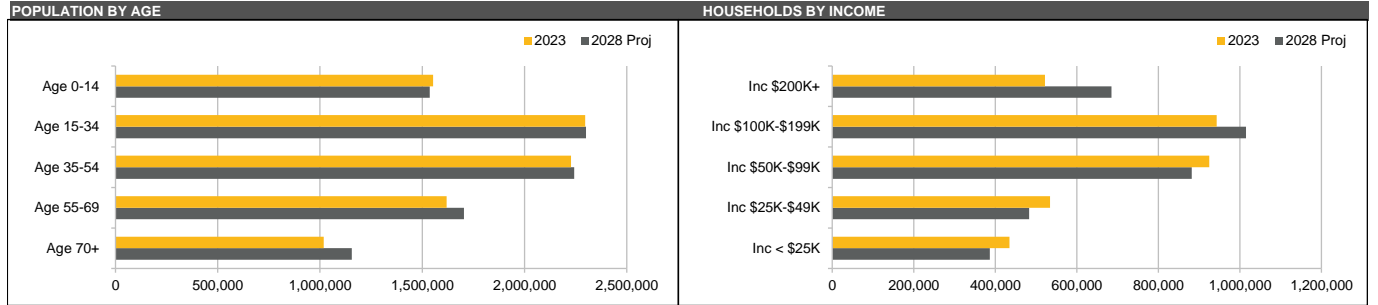 POPULATION BY AGE
2023 2028 Proj
Age 0-14
Age 15-34
Age 35-54
Age 55-69
Age 70+
0 500,000 1,000,000 1,500,000 2,000,000 2,500,000
HOUSEHOLDS BY INCOME
2023 2028 Proj
Inc $200K+
Inc $100K-$199K
Inc $50K-$99K
Inc $25K-$49K
Inc < $25K
0 200,000 400,000 600,000 800,000 1,000,000 1,200,000